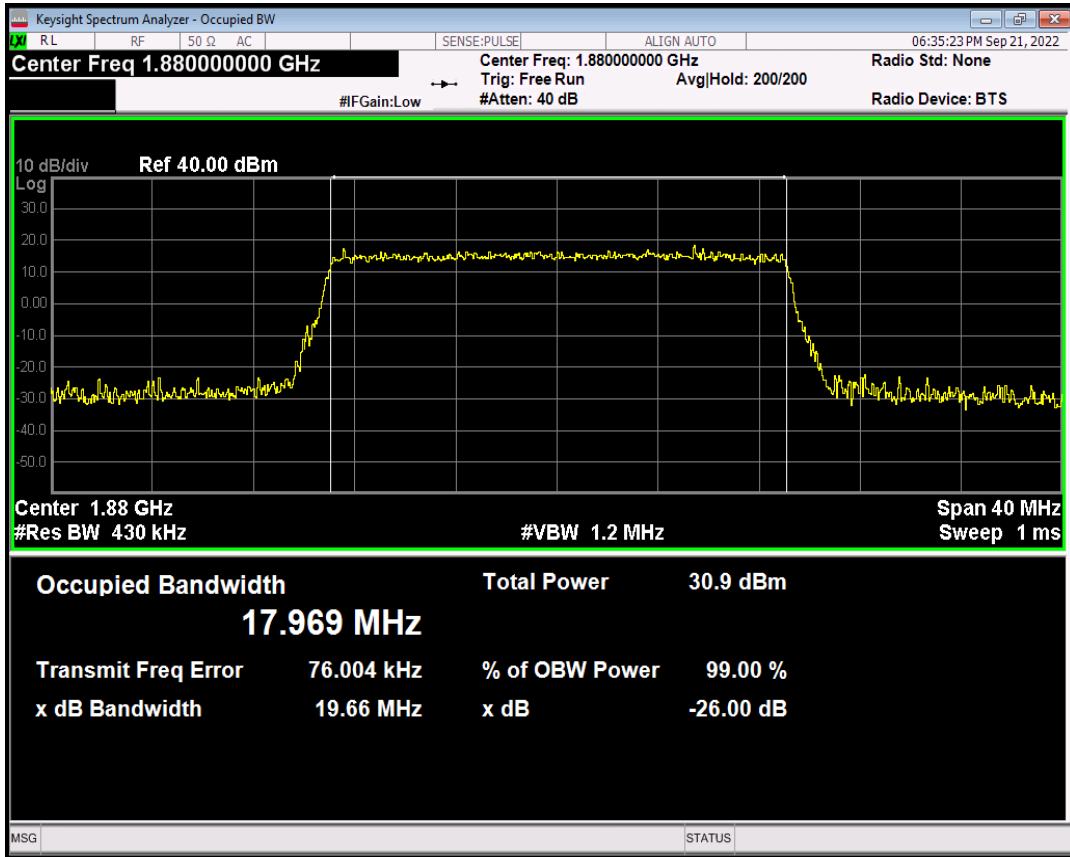 Keysight Spectrum Analyzer - Occupied BW
LXI RL RF 50 Ω AC SENSE:PULSE ALIGN AUTO 06:35:23 PM Sep 21, 2022
Center Freq 1.880000000 GHz Center Freq: 1.880000000 GHz Radio Std: None
Trig: Free Run Avg|Hold: 200/200
#IFGain:Low #Atten: 40 dB Radio Device: BTS
10 dB/div Ref 40.00 dBm
Log
30.0
20.0
10.0
0.00
-10.0
-20.0
-30.0
-40.0
-50.0
Center 1.88 GHz Span 40 MHz
#Res BW 430 kHz #VBW 1.2 MHz Sweep 1 ms
Occupied Bandwidth Total Power 30.9 dBm
17.969 MHz
Transmit Freq Error 76.004 kHz % of OBW Power 99.00 %
x dB Bandwidth 19.66 MHz x dB -26.00 dB
MSG STATUS